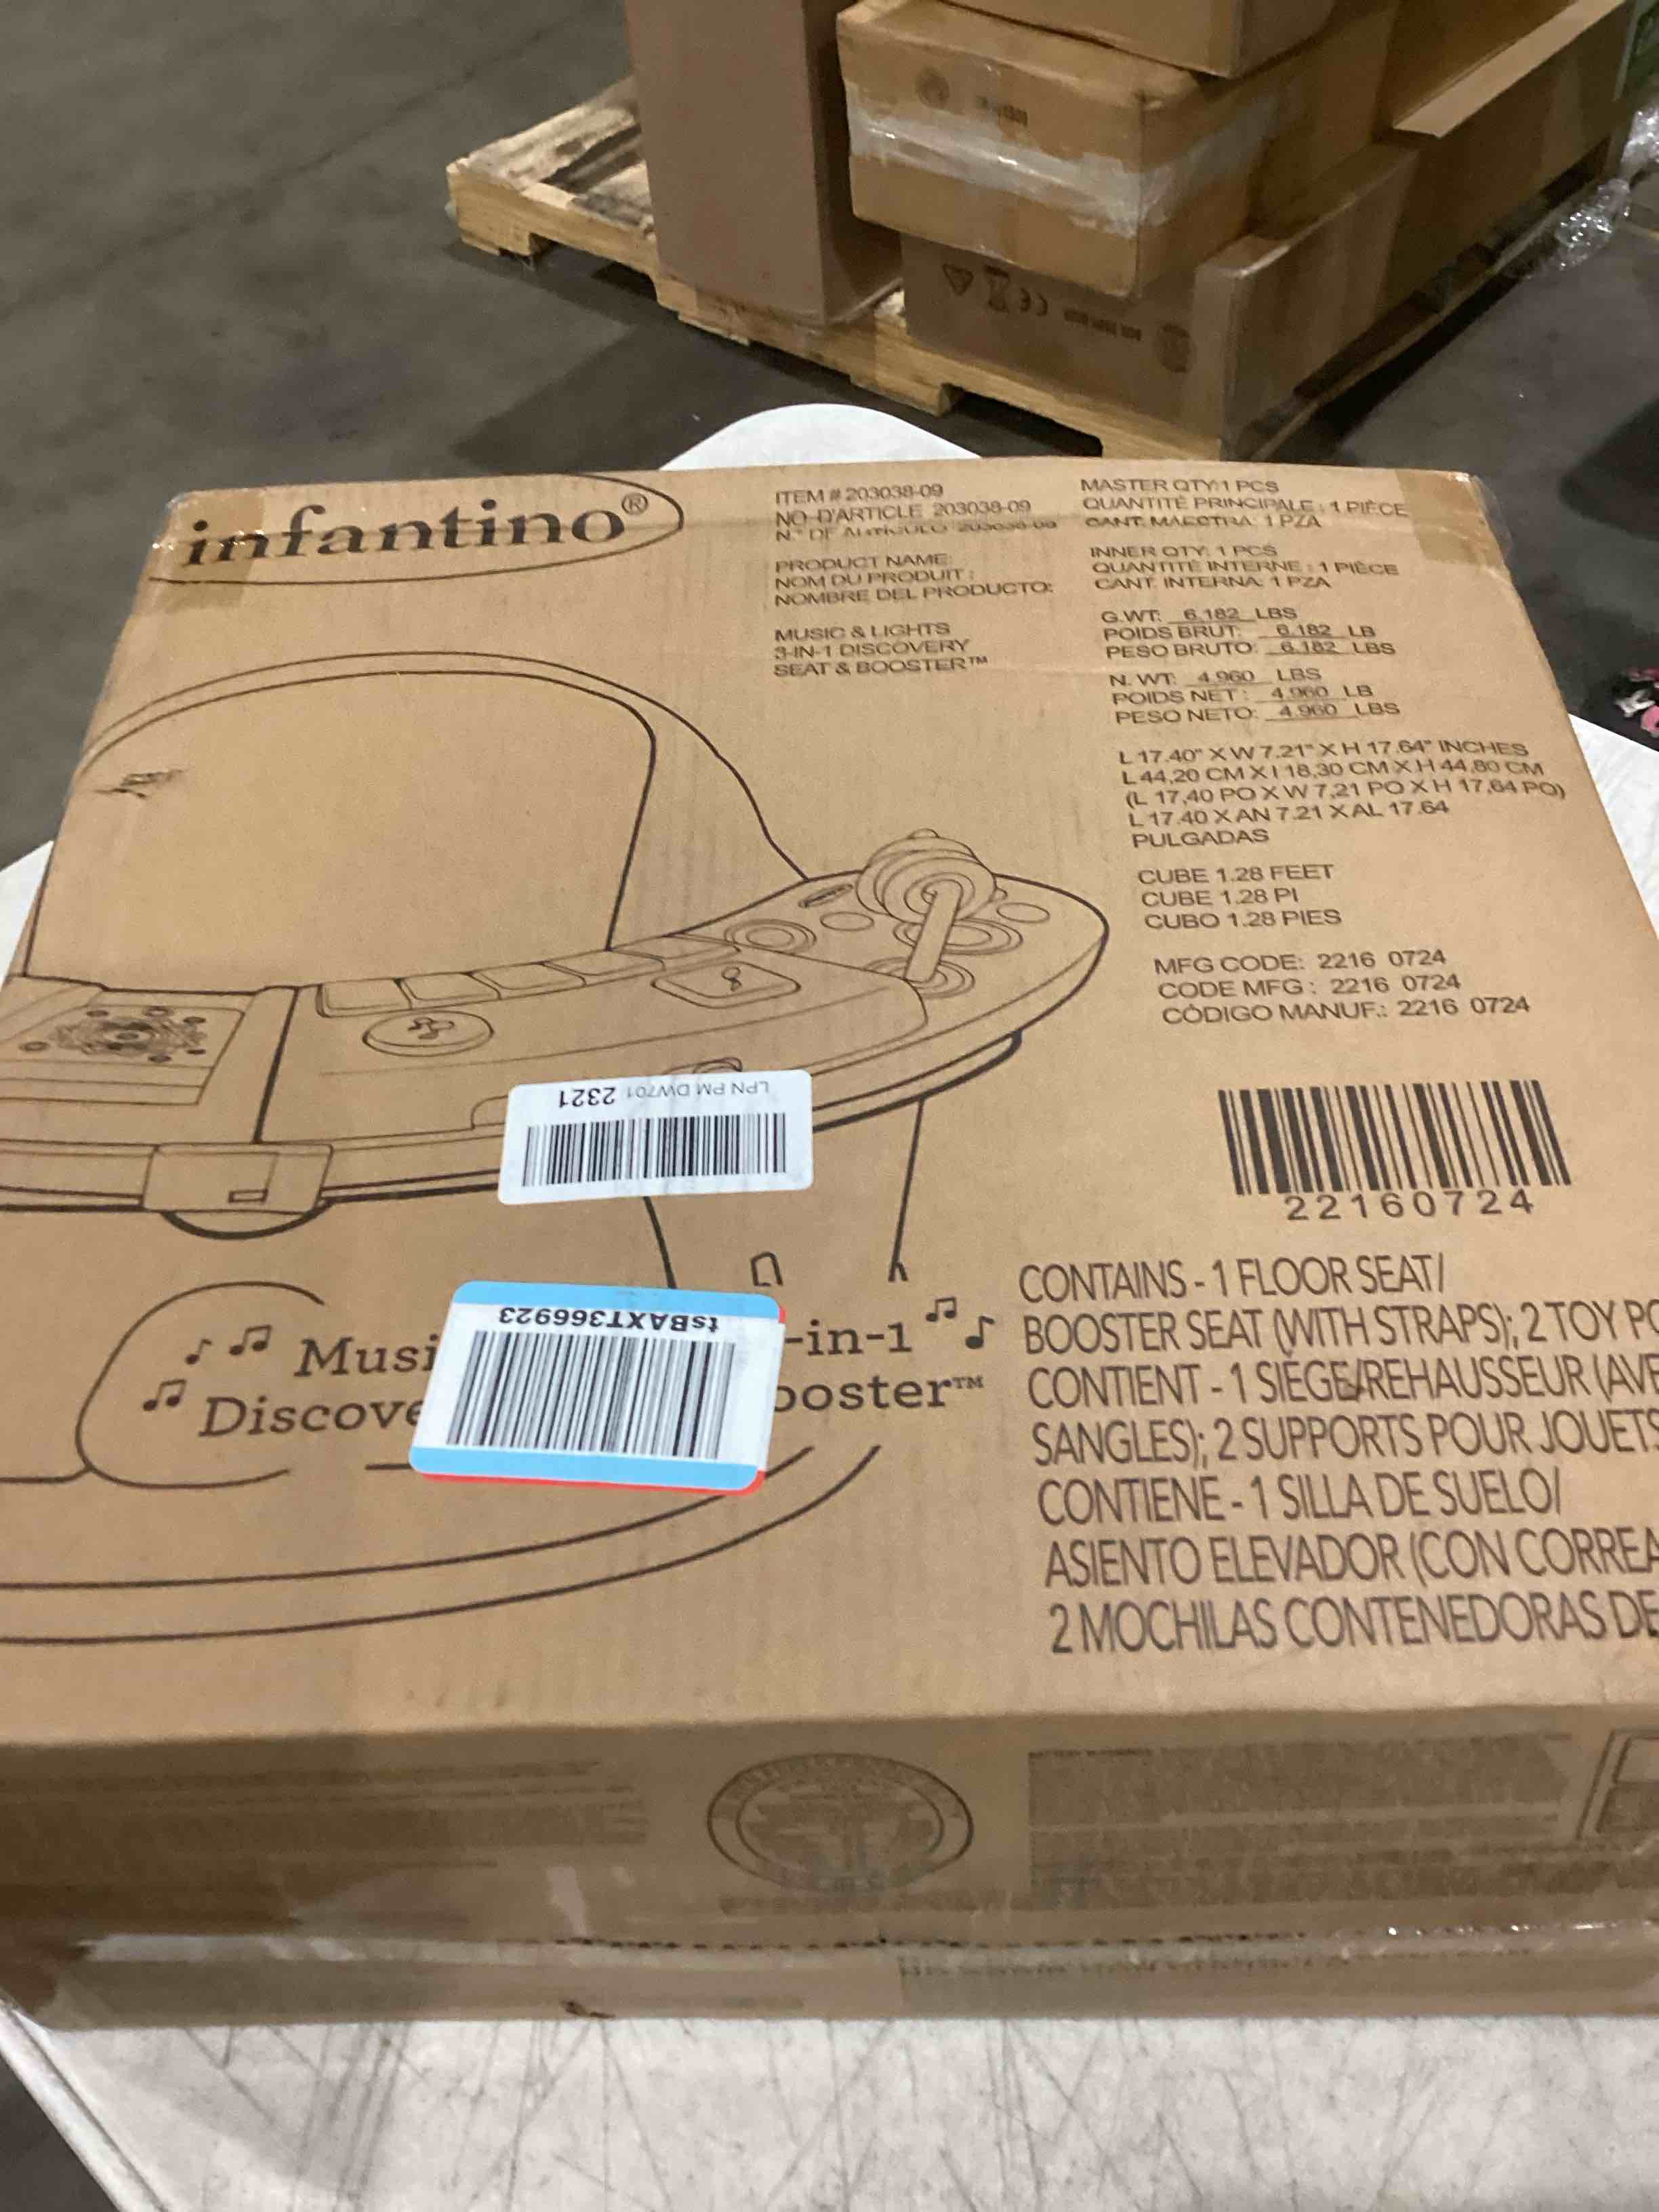 infantino®
ITEM # 203038-09
NO D'ARTICLE 203038-09
N.° DE ARTÍCULO 203038-09
PRODUCT NAME:
NOM DU PRODUIT :
NOMBRE DEL PRODUCTO:
MUSIC & LIGHTS
3-IN-1 DISCOVERY
SEAT & BOOSTER™
MASTER QTY:1 PCS
QUANTITÉ PRINCIPALE : 1 PIÈCE
CANT. MAESTRA: 1 PZA
INNER QTY: 1 PCS
QUANTITÉ INTERNE : 1 PIÈCE
CANT. INTERNA: 1 PZA
G.WT: 6.182 LBS
POIDS BRUT: 6.182 LB
PESO BRUTO: 6.182 LBS
N. WT: 4.960 LBS
POIDS NET : 4.960 LB
PESO NETO: 4.960 LBS
L 17.40" X W 7.21" X H 17.64" INCHES
L 44,20 CM X l 18,30 CM X H 44,80 CM
(L 17,40 PO X W 7,21 PO X H 17,64 PO)
L 17.40 X AN 7.21 X AL 17.64
PULGADAS
CUBE 1.28 FEET
CUBE 1.28 PI
CUBO 1.28 PIES
MFG CODE: 2216 0724
CODE MFG : 2216 0724
CÓDIGO MANUF.: 2216 0724
22160724
LPN PM DW701 2321
tsBAXT366923
Musi -in-1
Discove ooster™
CONTAINS - 1 FLOOR SEAT/
BOOSTER SEAT (WITH STRAPS); 2 TOY PO
CONTIENT - 1 SIÈGE/REHAUSSEUR (AVE
SANGLES); 2 SUPPORTS POUR JOUETS
CONTIENE - 1 SILLA DE SUELO/
ASIENTO ELEVADOR (CON CORREA
2 MOCHILAS CONTENEDORAS DE